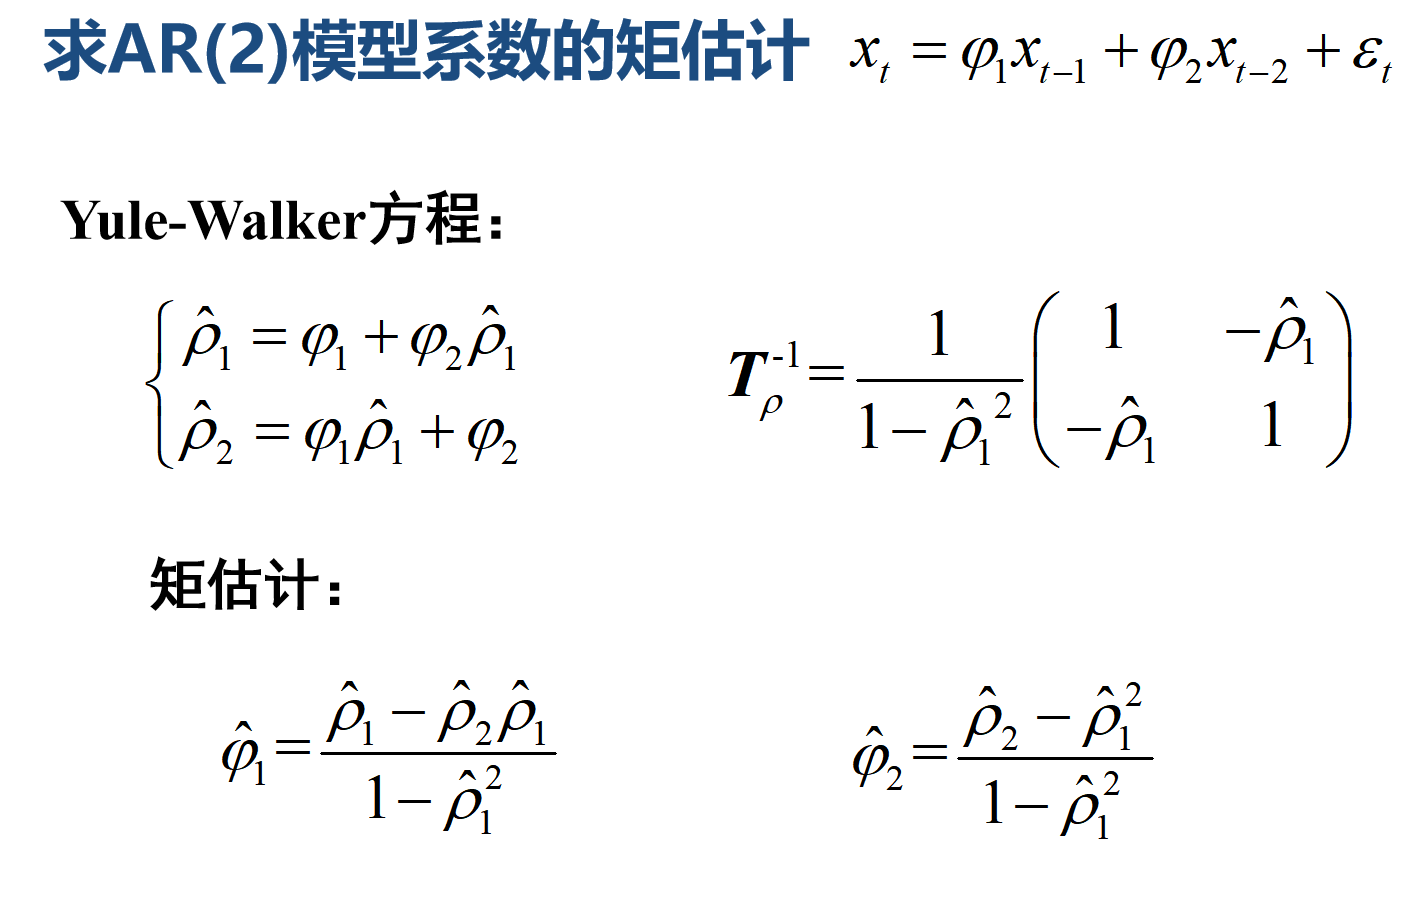 求AR(2)模型系数的矩估计 $x_t = \varphi_1 x_{t-1} + \varphi_2 x_{t-2} + \varepsilon_t$
Yule-Walker方程：
$\begin{cases} \hat{\rho}_1 = \varphi_1 + \varphi_2 \hat{\rho}_1 \\ \hat{\rho}_2 = \varphi_1 \hat{\rho}_1 + \varphi_2 \end{cases}$
$\boldsymbol{T}_{\rho}^{-1} = \frac{1}{1 - \hat{\rho}_1^2} \begin{pmatrix} 1 & -\hat{\rho}_1 \\ -\hat{\rho}_1 & 1 \end{pmatrix}$
矩估计：
$\hat{\varphi}_1 = \frac{\hat{\rho}_1 - \hat{\rho}_2 \hat{\rho}_1}{1 - \hat{\rho}_1^2}$
$\hat{\varphi}_2 = \frac{\hat{\rho}_2 - \hat{\rho}_1^2}{1 - \hat{\rho}_1^2}$